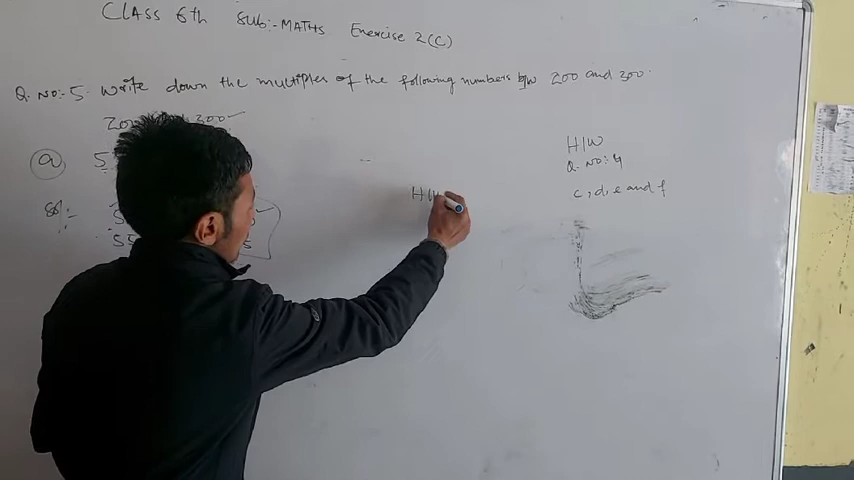 CLASS 6th Sub:-MATHS Exercise 2(C)
Q.No:-5 Write down the multiples of the following numbers b/w 200 and 300.
200 300
(a) 5
H/W
Q.No:4
c, d, e and f
H/W